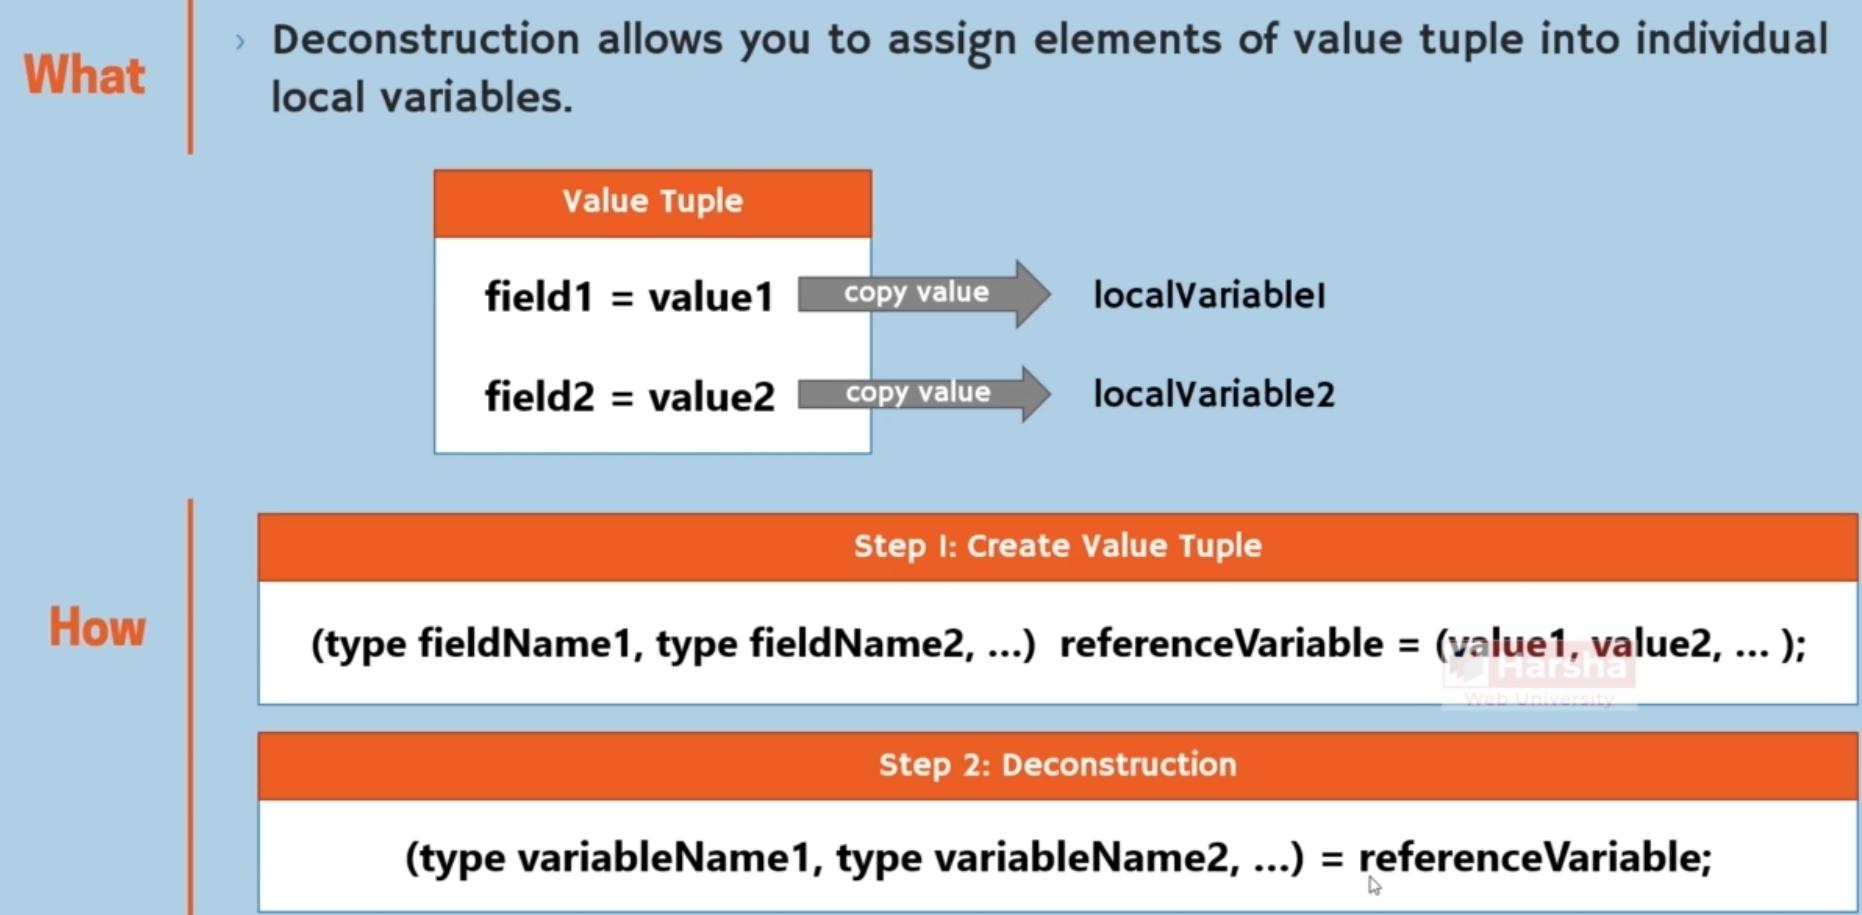 What
› Deconstruction allows you to assign elements of value tuple into individual
local variables.
Value Tuple
field1 = value1 copy value localVariable1
field2 = value2 copy value localVariable2
How
Step 1: Create Value Tuple
(type fieldName1, type fieldName2, ...) referenceVariable = (value1, value2, ... );
Harsha
Web University
Step 2: Deconstruction
(type variableName1, type variableName2, ...) = referenceVariable;